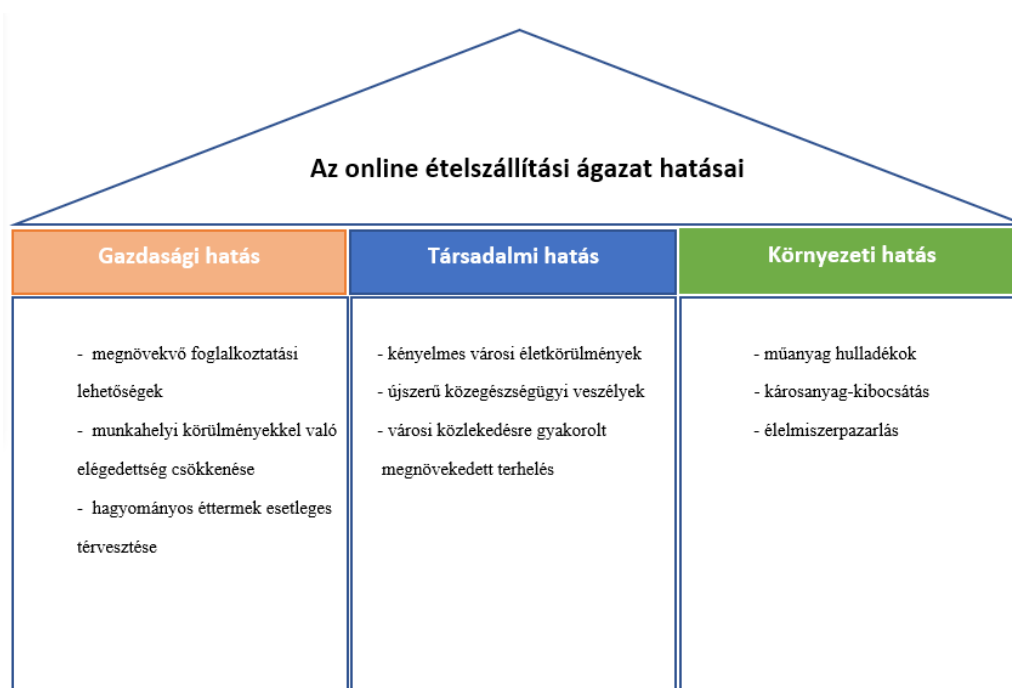 Az online ételszállítási ágazat hatásai
Gazdasági hatás
- megnövekvő foglalkoztatási
lehetőségek
- munkahelyi körülményekkel való
elégedettség csökkenése
- hagyományos éttermek esetleges
térvesztése
Társadalmi hatás
- kényelmes városi életkörülmények
- újszerű közegészségügyi veszélyek
- városi közlekedésre gyakorolt
megnövekedett terhelés
Környezeti hatás
- műanyag hulladékok
- károsanyag-kibocsátás
- élelmiszerpazarlás